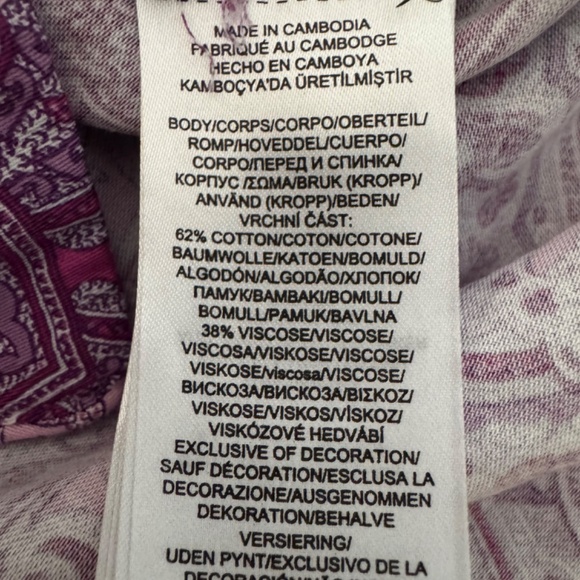 MADE IN CAMBODIA
FABRIQUÉ AU CAMBODGE
HECHO EN CAMBOYA
KAMBOÇYA'DA ÜRETİLMİŞTİR
BODY/CORPS/CORPO/OBERTEIL/
ROMP/HOVEDDEL/CUERPO/
CORPO/ПЕРЕД И СПИНКА/
КОРПУС /ΣΩΜΑ/BRUK (KROPP)/
ANVÄND (KROPP)/BEDEN/
VRCHNÍ ČÁST:
62% COTTON/COTON/COTONE/
BAUMWOLLE/KATOEN/BOMULD/
ALGODÓN/ALGODÃO/ХЛОПОК/
ПАМУК/ΒΑΜΒΑΚΙ/BOMULL/
BOMULL/PAMUK/BAVLNA
38% VISCOSE/VISCOSE/
VISCOSA/VISKOSE/VISCOSE/
VISKOSE/viscosa/VISCOSE/
ВИСКОЗА/ВИСКОЗА/ΒΙΣΚΟΖ/
VISKOSE/VISKOS/VİSKOZ/
VISKÓZOVÉ HEDVÁBÍ
EXCLUSIVE OF DECORATION/
SAUF DÉCORATION/ESCLUSA LA
DECORAZIONE/AUSGENOMMEN
DEKORATION/BEHALVE
VERSIERING/
UDEN PYNT/EXCLUSIVO DE LA